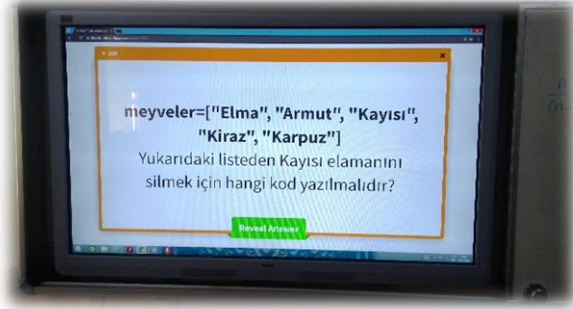 meyveler=["Elma", "Armut", "Kayısı",
"Kiraz", "Karpuz"]
Yukarıdaki listeden Kayısı elamanını
silmek için hangi kod yazılmalıdır?
Reveal Answer